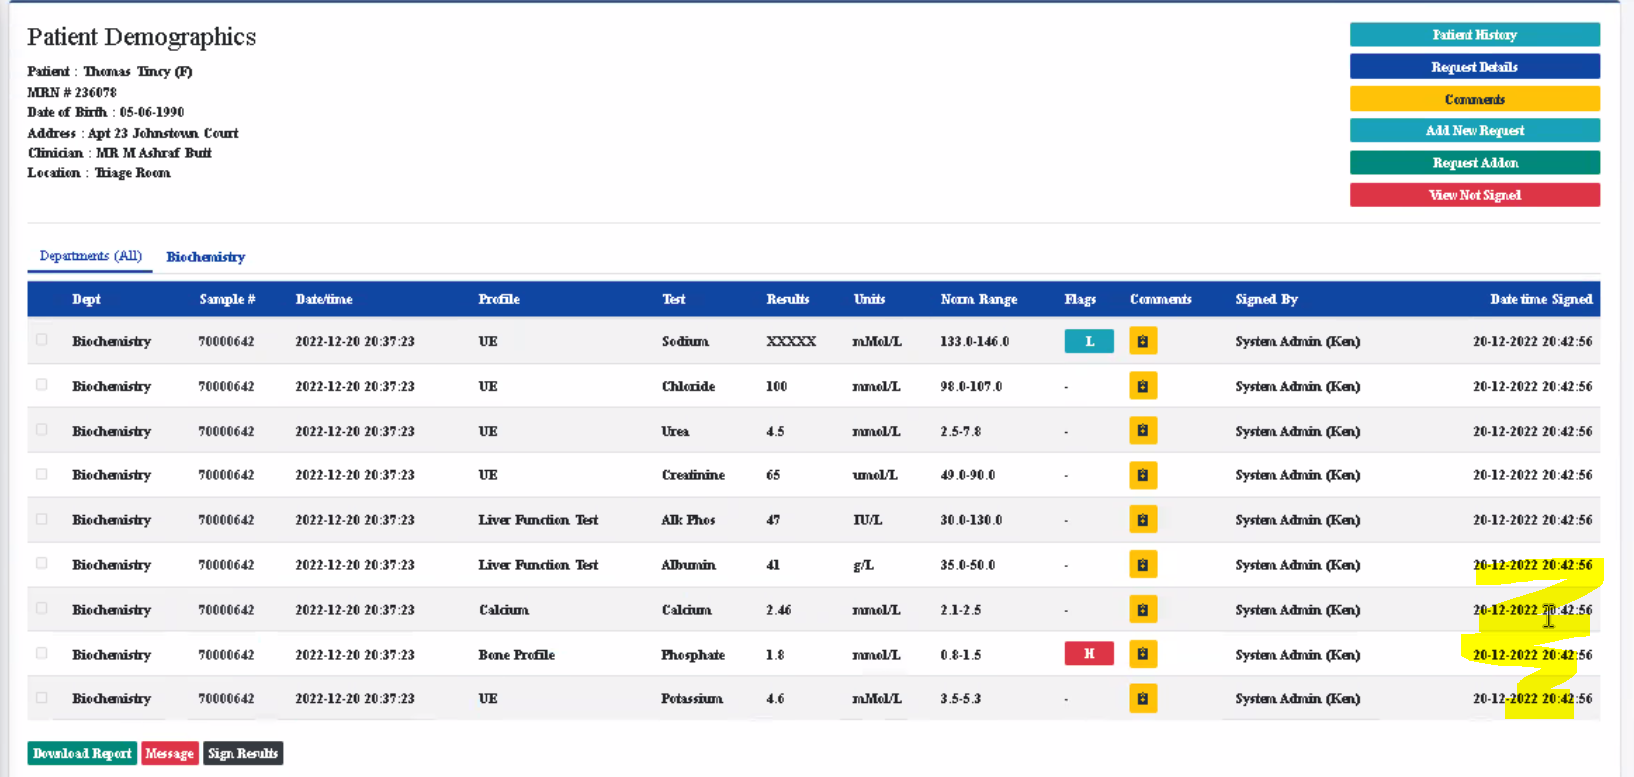 Patient Demographics
Patient : Thomas Tincy (F)
MRN # 236078
Date of Birth : 05-06-1990
Address : Apt 23 Johnstown Court
Clinician : MR M Ashraf Butt
Location : Triage Room
Patient History
Request Details
Comments
Add New Request
Request Addon
View Not Signed
Departments (All) Biochemistry
Dept Sample # Date/time Profile Test Results Units Norm Range Flags Comments Signed By Date time Signed
Biochemistry 70000642 2022-12-20 20:37:23 UE Sodium XXXXX mMol/L 133.0-146.0 L System Admin (Ken) 20-12-2022 20:42:56
Biochemistry 70000642 2022-12-20 20:37:23 UE Chloride 100 mmol/L 98.0-107.0 - System Admin (Ken) 20-12-2022 20:42:56
Biochemistry 70000642 2022-12-20 20:37:23 UE Urea 4.5 mmol/L 2.5-7.8 - System Admin (Ken) 20-12-2022 20:42:56
Biochemistry 70000642 2022-12-20 20:37:23 UE Creatinine 65 umol/L 49.0-90.0 - System Admin (Ken) 20-12-2022 20:42:56
Biochemistry 70000642 2022-12-20 20:37:23 Liver Function Test Alk Phos 47 IU/L 30.0-130.0 - System Admin (Ken) 20-12-2022 20:42:56
Biochemistry 70000642 2022-12-20 20:37:23 Liver Function Test Albumin 41 g/L 35.0-50.0 - System Admin (Ken) 20-12-2022 20:42:56
Biochemistry 70000642 2022-12-20 20:37:23 Calcium Calcium 2.46 mmol/L 2.1-2.5 - System Admin (Ken) 20-12-2022 20:42:56
Biochemistry 70000642 2022-12-20 20:37:23 Bone Profile Phosphate 1.8 mmol/L 0.8-1.5 H System Admin (Ken) 20-12-2022 20:42:56
Biochemistry 70000642 2022-12-20 20:37:23 UE Potassium 4.6 mMol/L 3.5-5.3 - System Admin (Ken) 20-12-2022 20:42:56
Download Report Message Sign Results